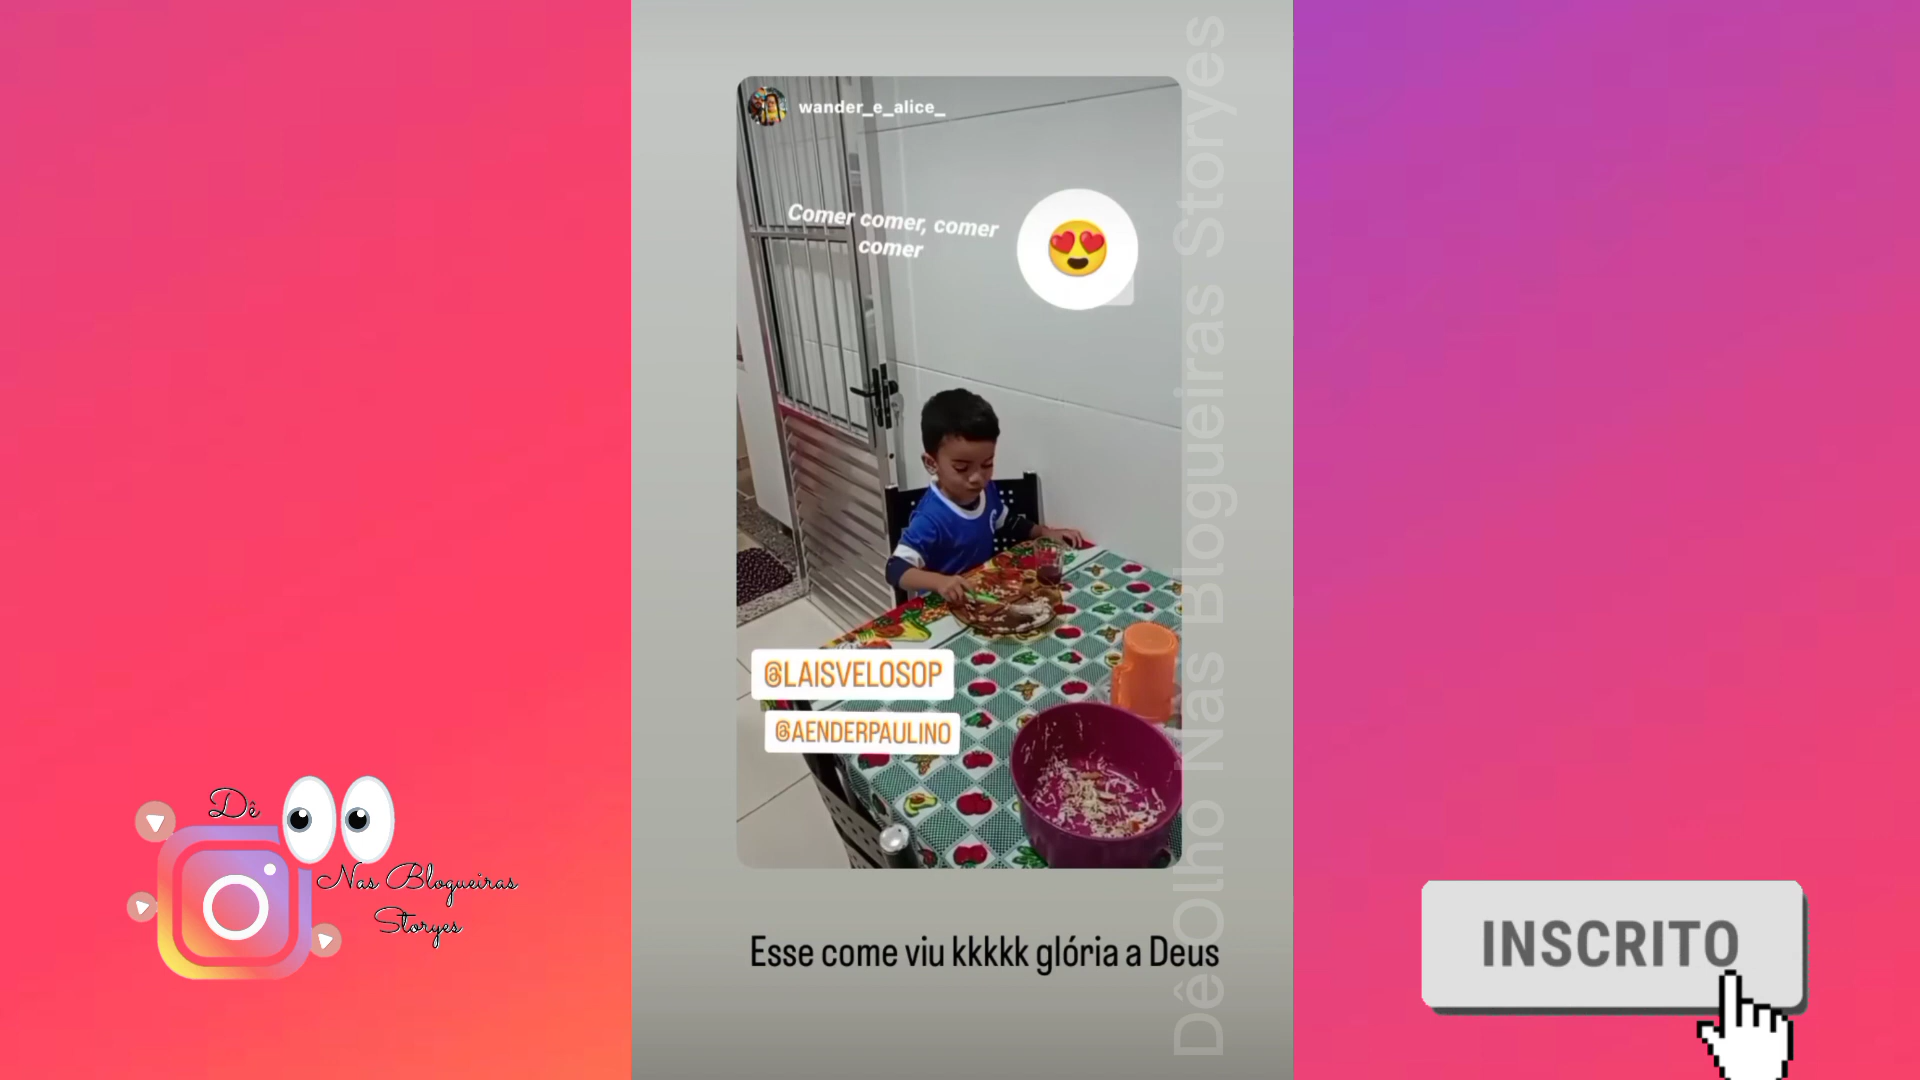 wander_e_alice_
Comer comer, comer
comer
@LAISVELOSOP
@AENDERPAULINO
Esse come viu kkkkk glória a Deus
Dê Olho Nas Blogueiras Storyes
Dê
Nas Blogueiras
Storyes
INSCRITO